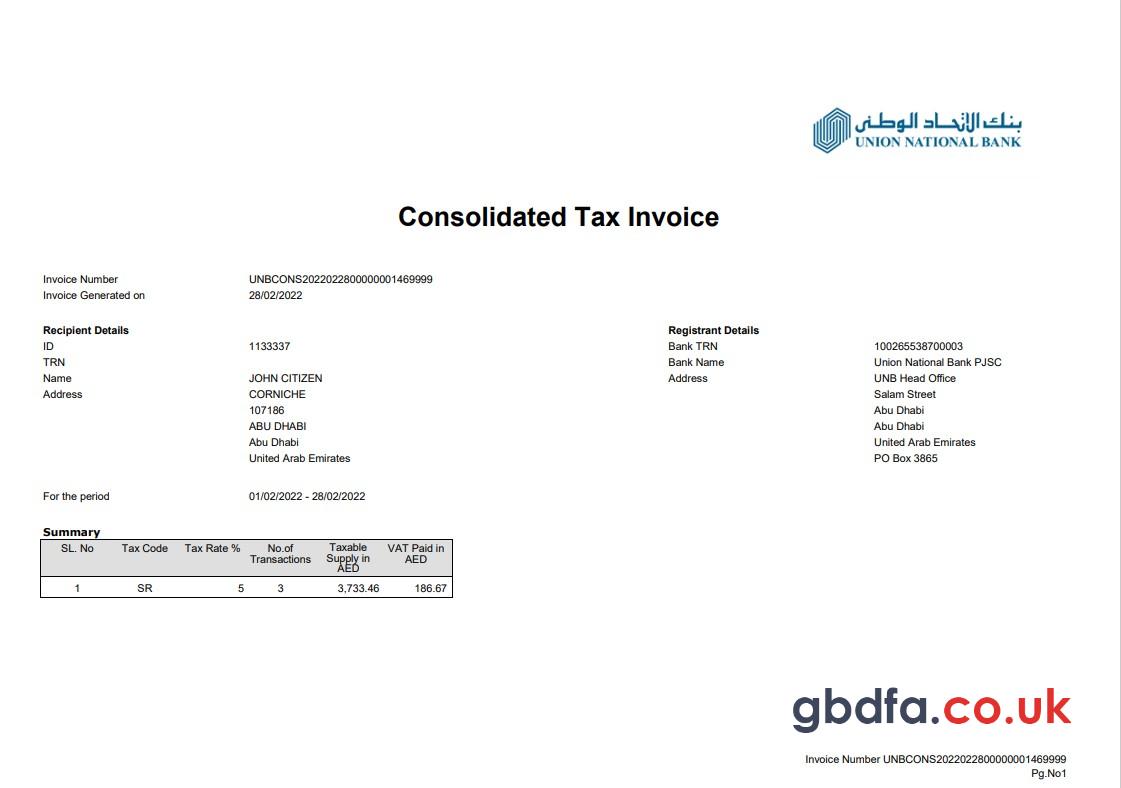 بنك الاتحاد الوطني
UNION NATIONAL BANK
Consolidated Tax Invoice
Invoice Number UNBCONS2022022800000001469999
Invoice Generated on 28/02/2022
Recipient Details
ID 1133337
TRN
Name JOHN CITIZEN
Address CORNICHE
107186
ABU DHABI
Abu Dhabi
United Arab Emirates
Registrant Details
Bank TRN 100265538700003
Bank Name Union National Bank PJSC
Address UNB Head Office
Salam Street
Abu Dhabi
Abu Dhabi
United Arab Emirates
PO Box 3865
For the period 01/02/2022 - 28/02/2022
Summary
SL. No Tax Code Tax Rate % No.of Transactions Taxable Supply in AED VAT Paid in AED
1 SR 5 3 3,733.46 186.67
gbdfa.co.uk
Invoice Number UNBCONS2022022800000001469999
Pg.No1